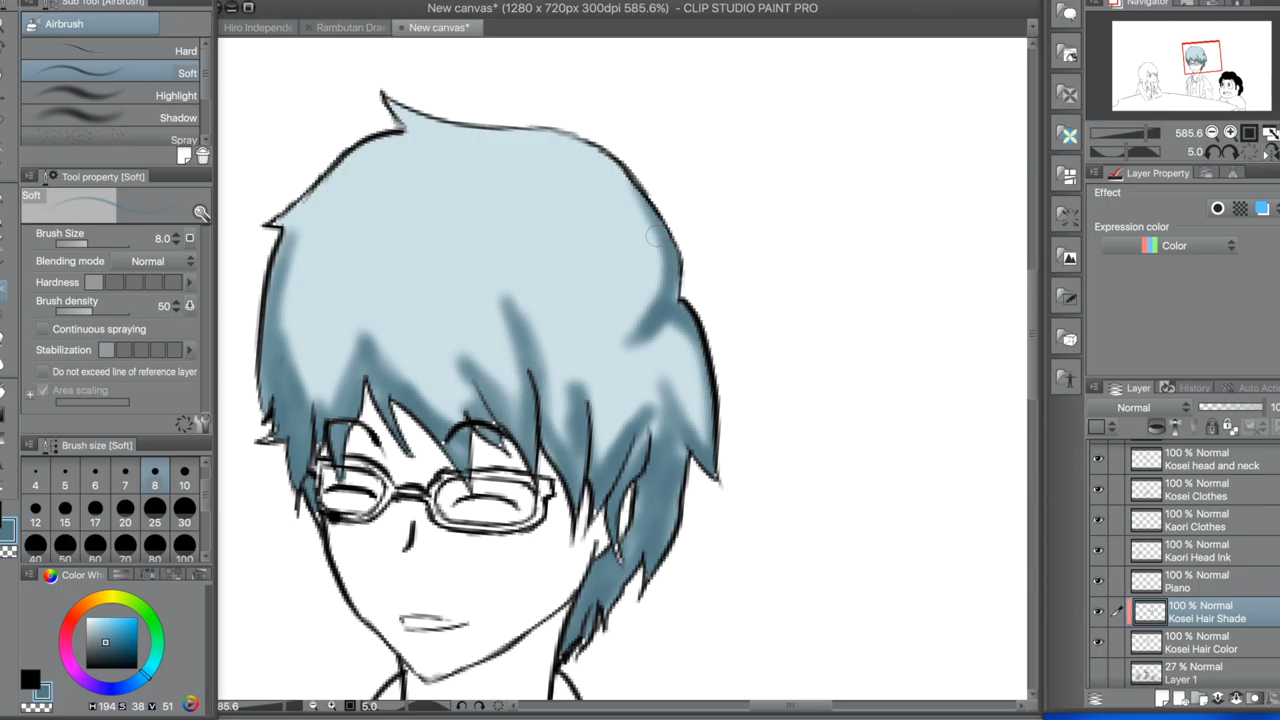 Sub Tool [Airbrush]
New canvas* (1280 x 720px 300dpi 585.6%) - CLIP STUDIO PAINT PRO
Navigator
Airbrush
Hiro Independe
Rambutan Dra
New canvas*
Hard
Soft
Highlight
Shadow
Spray
Tool property [Soft]
Soft
Brush Size 8.0
Blending mode Normal
Hardness
Brush density 50
Continuous spraying
Stabilization
Do not exceed line of reference layer
Area scaling
Brush size [Soft]
4 5 6 7 8 10
12 15 17 20 25 30
40 50 60 70 80 100
Color Wh
H 194 S 38 V 51
85.6
5.0
585.6
5.0
Layer Property
Effect
Expression color
Color
Layer
History
Auto Acti
Normal
10
100 % Normal
Kosei head and neck
100 % Normal
Kosei Clothes
100 % Normal
Kaori Clothes
100 % Normal
Kaori Head Ink
100 % Normal
Piano
100 % Normal
Kosei Hair Shade
100 % Normal
Kosei Hair Color
27 % Normal
Layer 1